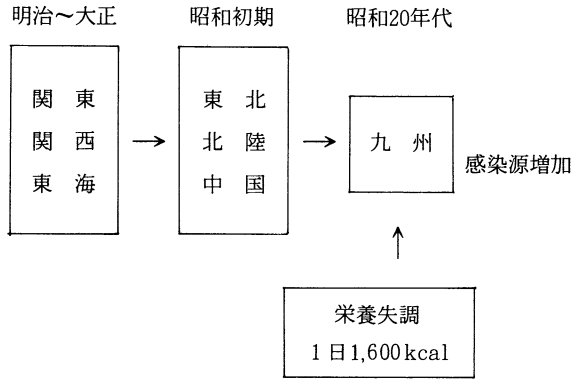 明治〜大正
昭和初期
昭和20年代
関東
関西
東海
東北
北陸
中国
九州
感染源増加
栄養失調
1日1,600kcal